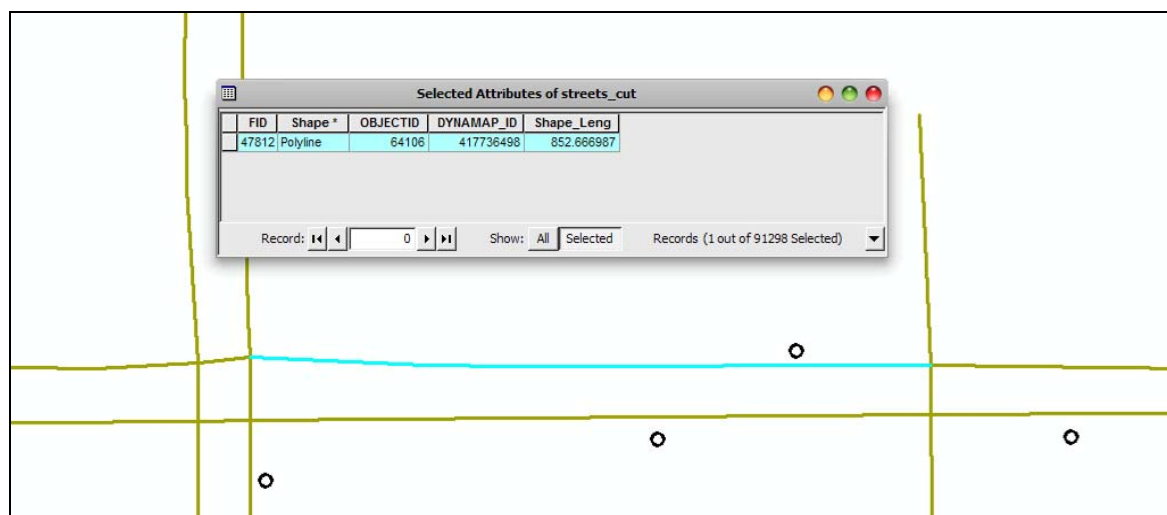 Selected Attributes of streets_cut
FID Shape * OBJECTID DYNAMAP_ID Shape_Leng
47812 Polyline 64106 417736498 852.666987
Record: 0 Show: All Selected Records (1 out of 91298 Selected)